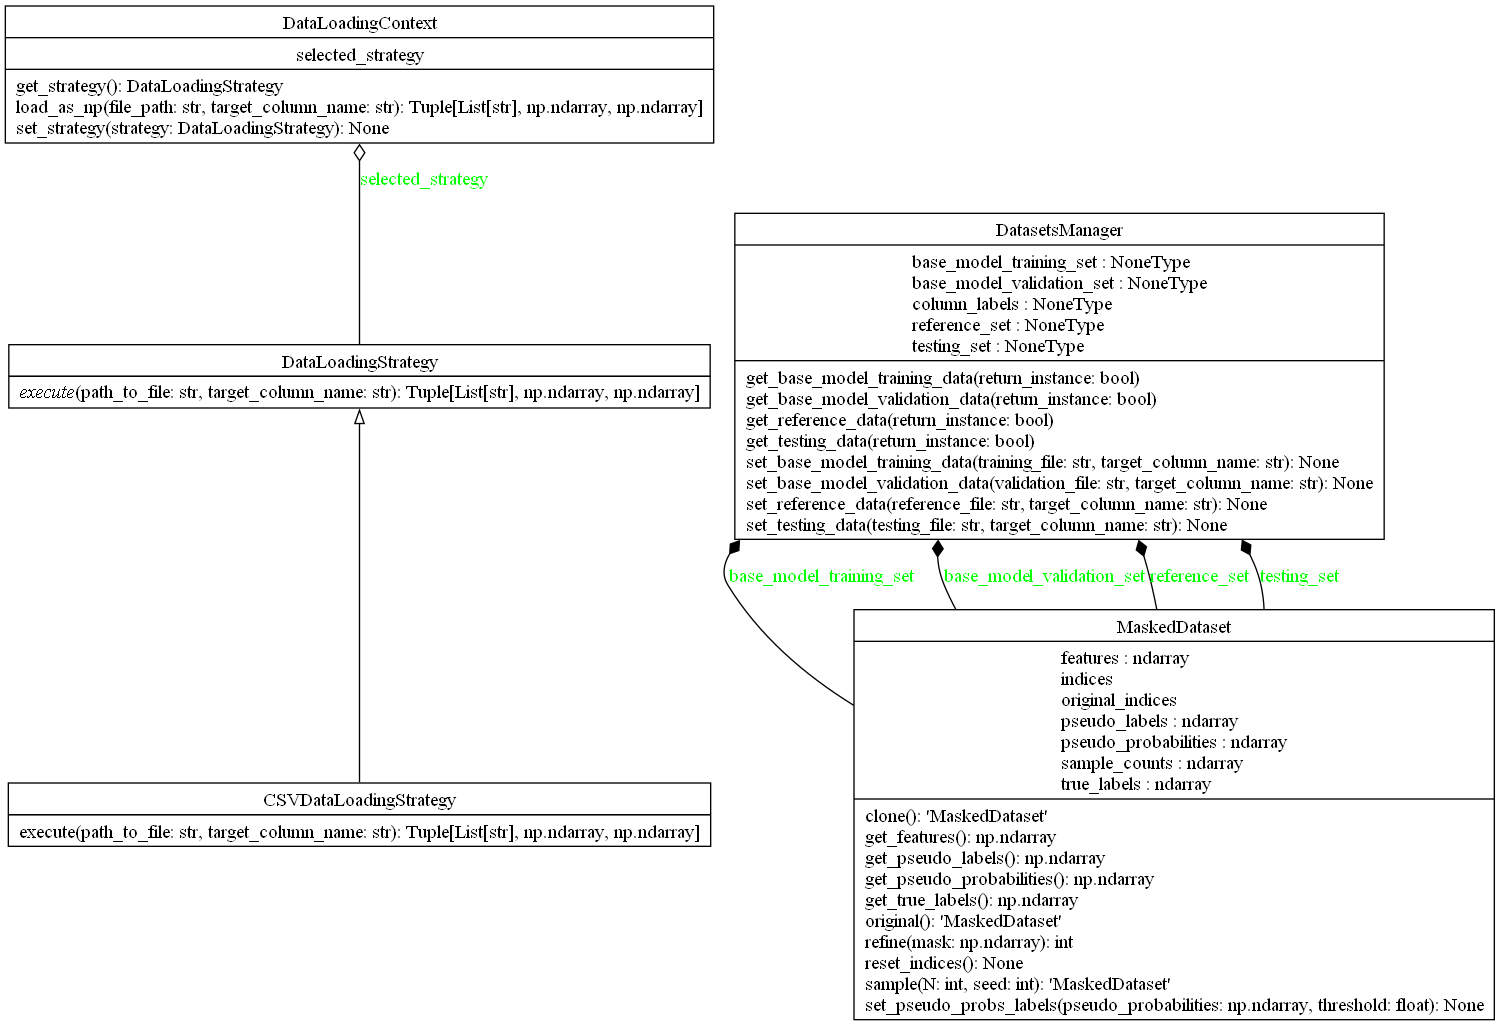 DataLoadingContext
selected_strategy
get_strategy(): DataLoadingStrategy
load_as_np(file_path: str, target_column_name: str): Tuple[List[str], np.ndarray, np.ndarray]
set_strategy(strategy: DataLoadingStrategy): None
selected_strategy
DataLoadingStrategy
execute(path_to_file: str, target_column_name: str): Tuple[List[str], np.ndarray, np.ndarray]
CSVDataLoadingStrategy
execute(path_to_file: str, target_column_name: str): Tuple[List[str], np.ndarray, np.ndarray]
DatasetsManager
base_model_training_set : NoneType
base_model_validation_set : NoneType
column_labels : NoneType
reference_set : NoneType
testing_set : NoneType
get_base_model_training_data(return_instance: bool)
get_base_model_validation_data(return_instance: bool)
get_reference_data(return_instance: bool)
get_testing_data(return_instance: bool)
set_base_model_training_data(training_file: str, target_column_name: str): None
set_base_model_validation_data(validation_file: str, target_column_name: str): None
set_reference_data(reference_file: str, target_column_name: str): None
set_testing_data(testing_file: str, target_column_name: str): None
base_model_training_set base_model_validation_set reference_set testing_set
MaskedDataset
features : ndarray
indices
original_indices
pseudo_labels : ndarray
pseudo_probabilities : ndarray
sample_counts : ndarray
true_labels : ndarray
clone(): 'MaskedDataset'
get_features(): np.ndarray
get_pseudo_labels(): np.ndarray
get_pseudo_probabilities(): np.ndarray
get_true_labels(): np.ndarray
original(): 'MaskedDataset'
refine(mask: np.ndarray): int
reset_indices(): None
sample(N: int, seed: int): 'MaskedDataset'
set_pseudo_probs_labels(pseudo_probabilities: np.ndarray, threshold: float): None